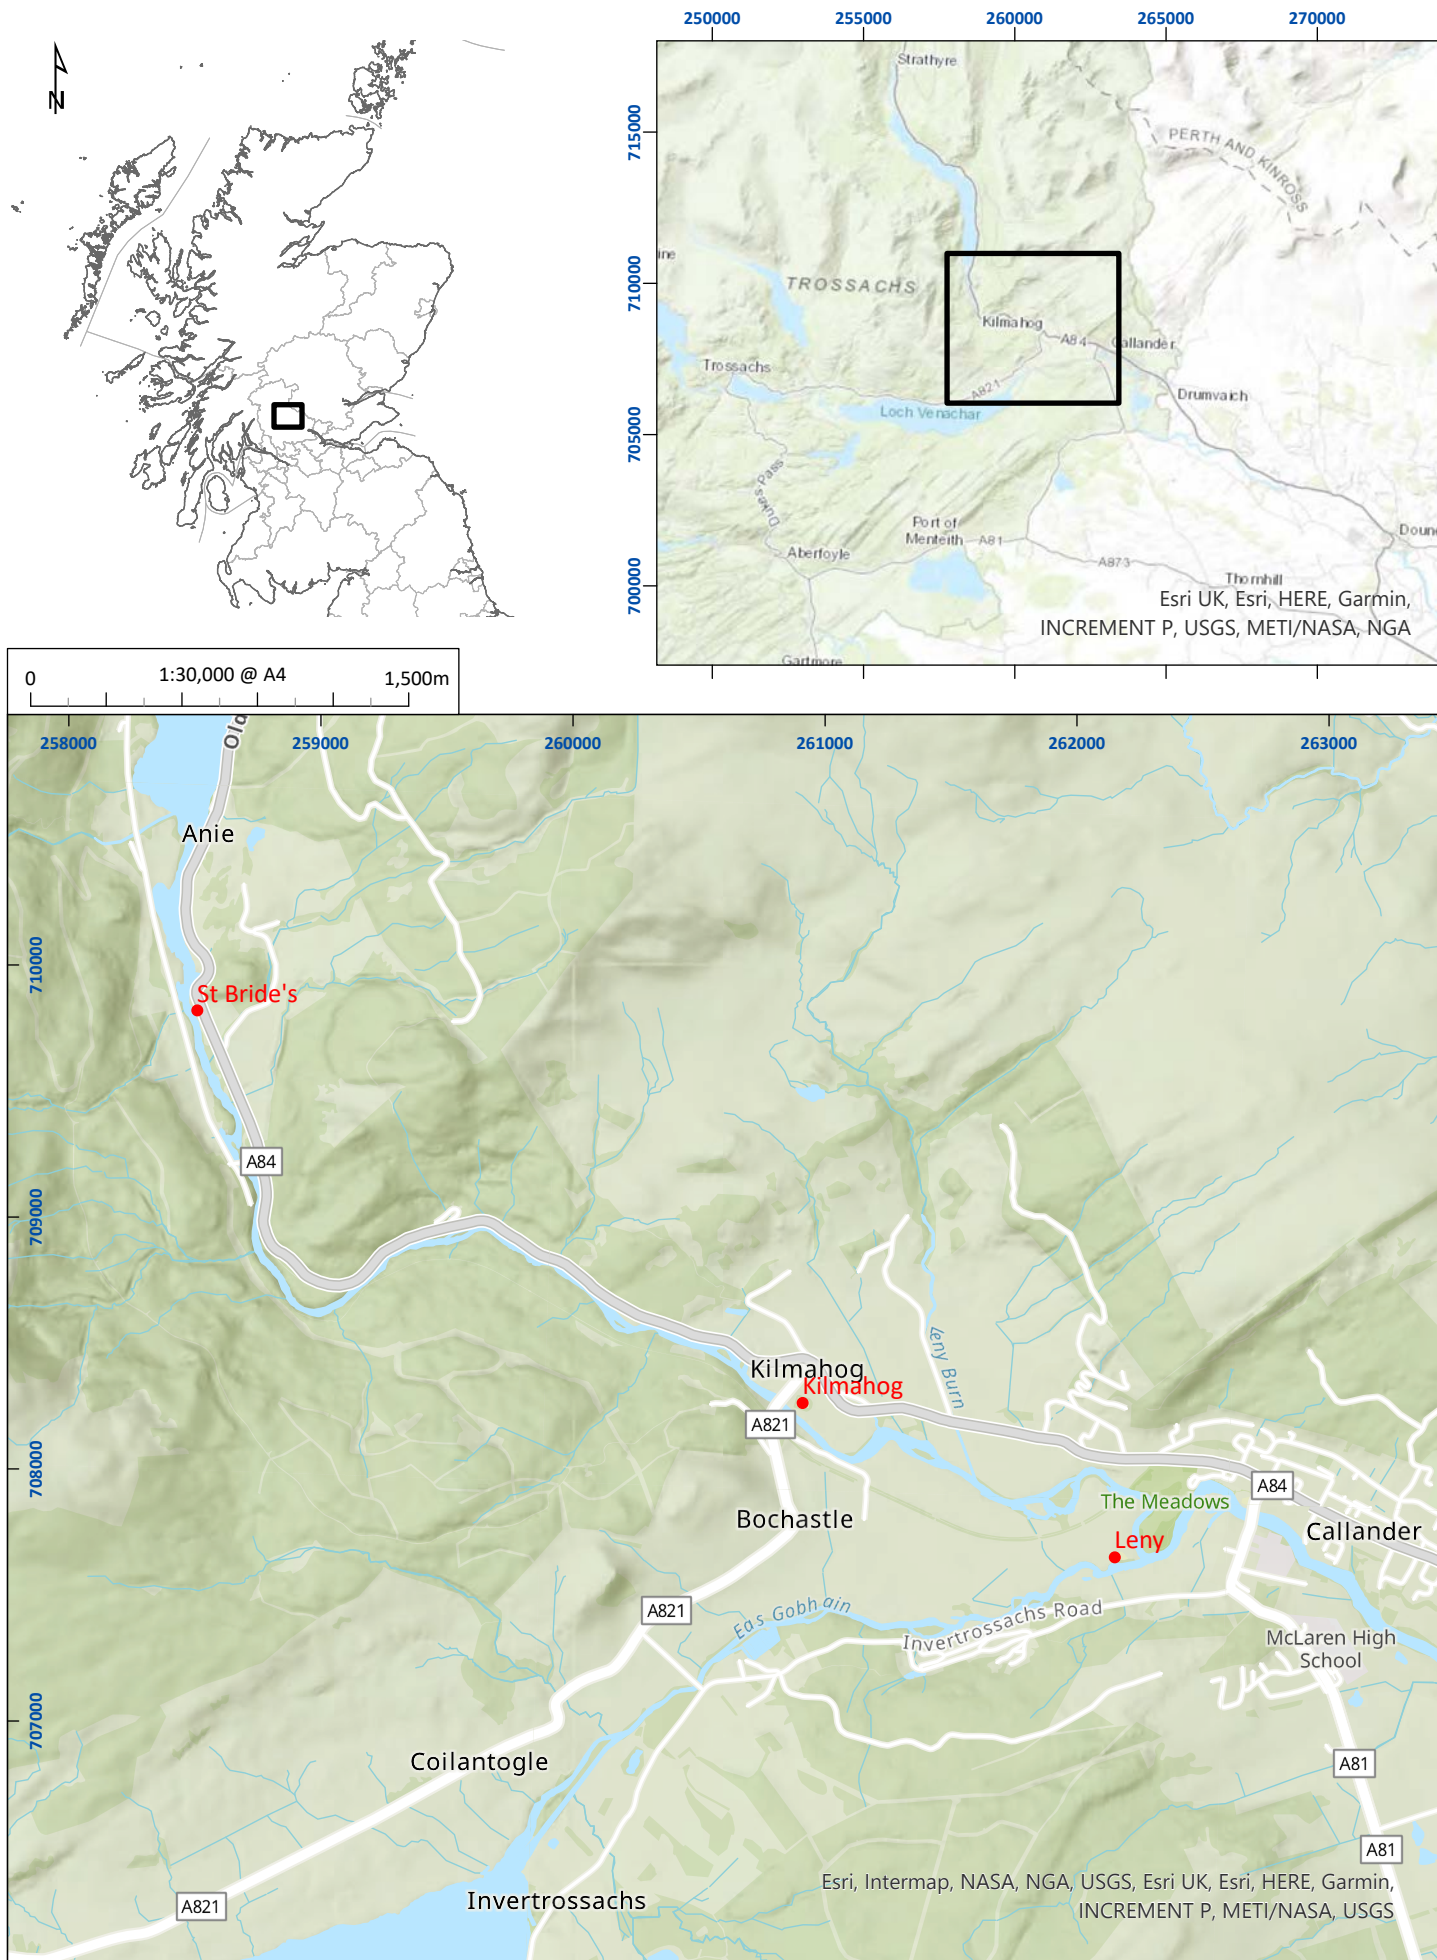 N
250000
255000
260000
265000
270000
715000
710000
705000
700000
Strathyre
PERTH AND KINROSS
ine
TROSSACHS
Kilmahog
A84
Callander
Trossachs
A821
Loch Venachar
Drumvaich
Dukes Pass
Port of
Menteith
A81
Aberfoyle
A873
Doun
Thornhill
Gartmore
Esri UK, Esri, HERE, Garmin,
INCREMENT P, USGS, METI/NASA, NGA
0
1:30,000 @ A4
1,500m
258000
259000
260000
261000
262000
263000
710000
709000
708000
707000
Old
Anie
St Bride's
A84
Leny Burn
Kilmahog
Kilmahog
A821
A84
The Meadows
Bochastle
Callander
Leny
A821
Eas Gobhain
Invertrossachs Road
McLaren High
School
Coilantogle
A81
A81
Invertrossachs
A821
Esri, Intermap, NASA, NGA, USGS, Esri UK, Esri, HERE, Garmin,
INCREMENT P, METI/NASA, USGS